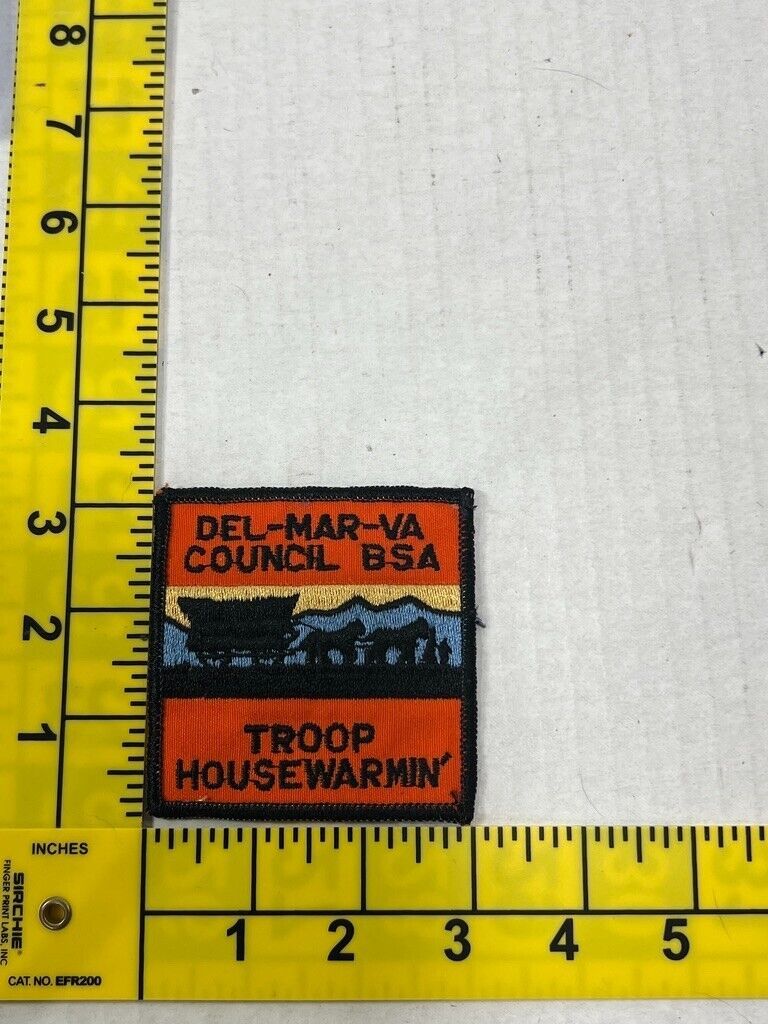 8
7
6
5
4
3
2
1
DEL-MAR-VA
COUNCIL BSA
TROOP
HOUSEWARMIN'
INCHES
SIRCHIE®
FINGER PRINT LABS, INC
CAT. NO. EFR200
1 2 3 4 5